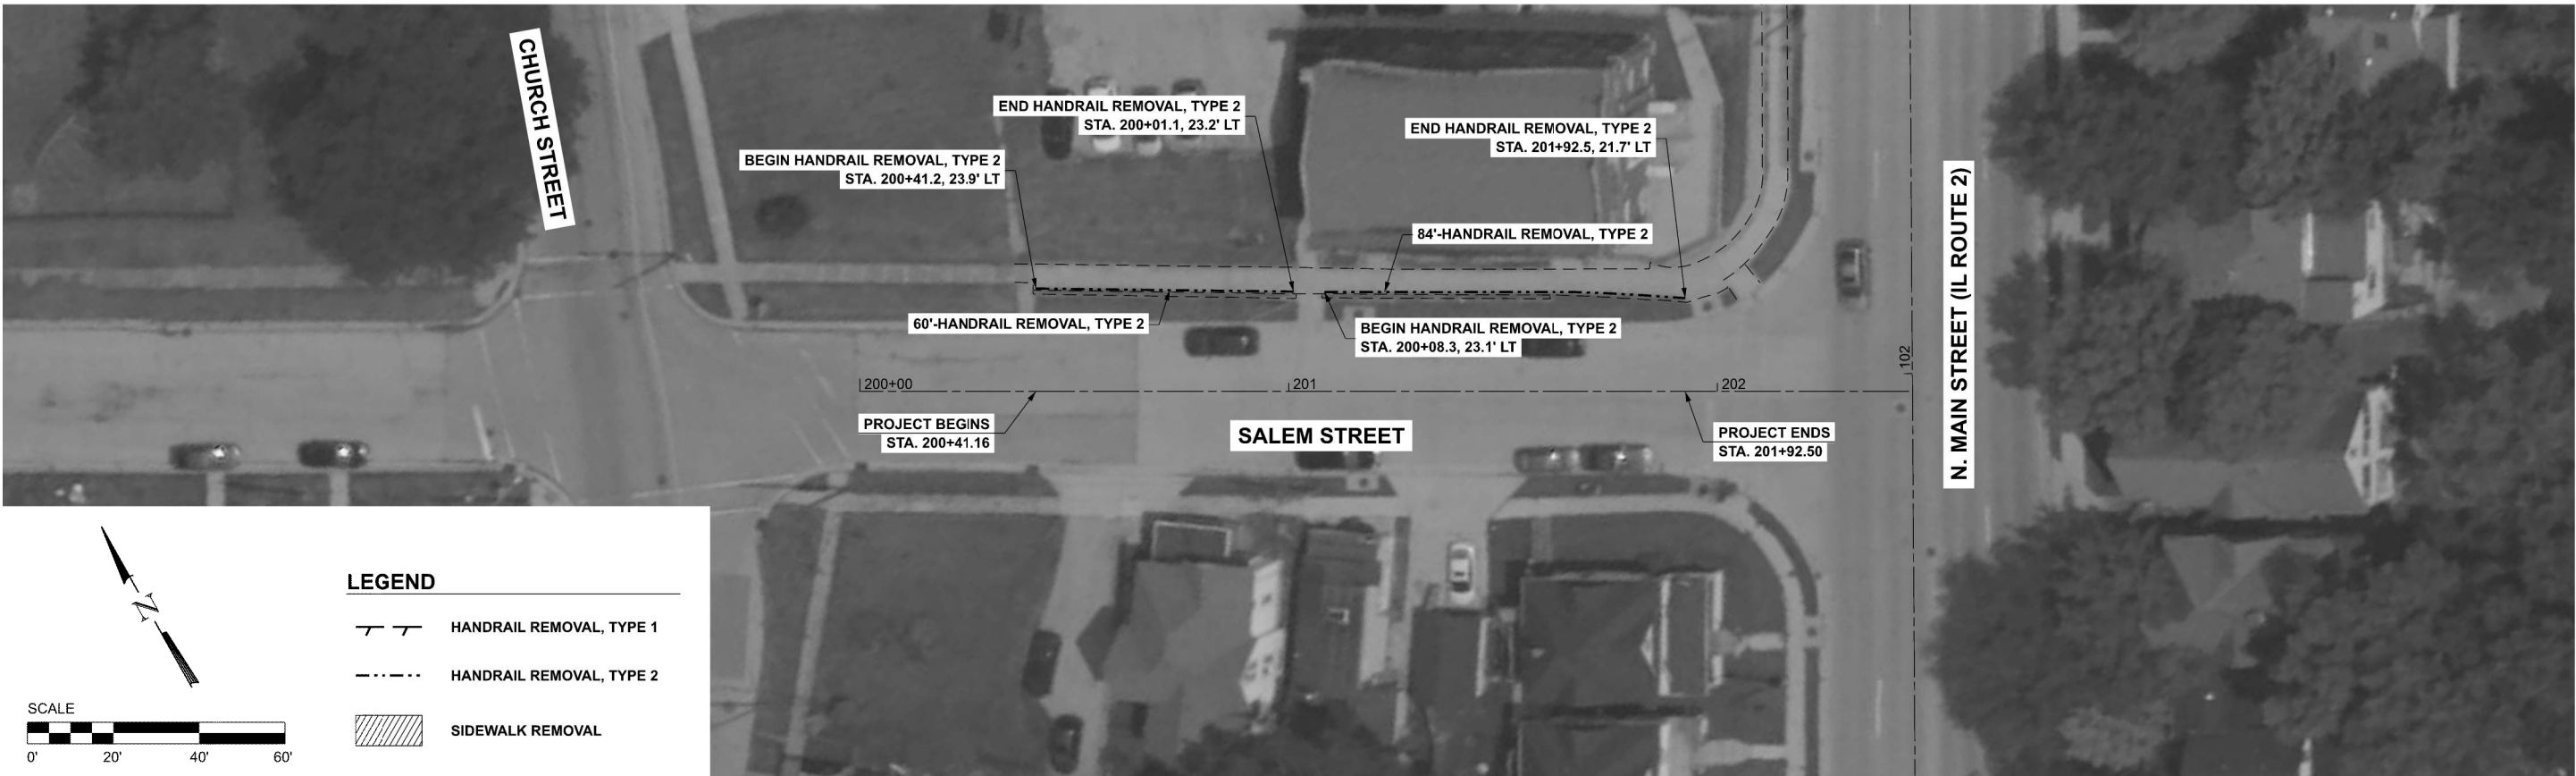 CHURCH STREET
END HANDRAIL REMOVAL, TYPE 2
STA. 200+01.1, 23.2' LT
END HANDRAIL REMOVAL, TYPE 2
STA. 201+92.5, 21.7' LT
BEGIN HANDRAIL REMOVAL, TYPE 2
STA. 200+41.2, 23.9' LT
84'-HANDRAIL REMOVAL, TYPE 2
60'-HANDRAIL REMOVAL, TYPE 2
BEGIN HANDRAIL REMOVAL, TYPE 2
STA. 200+08.3, 23.1' LT
N. MAIN STREET (IL ROUTE 2)
102
200+00
201
202
PROJECT BEGINS
STA. 200+41.16
SALEM STREET
PROJECT ENDS
STA. 201+92.50
N
LEGEND
HANDRAIL REMOVAL, TYPE 1
HANDRAIL REMOVAL, TYPE 2
SIDEWALK REMOVAL
SCALE
0' 20' 40' 60'